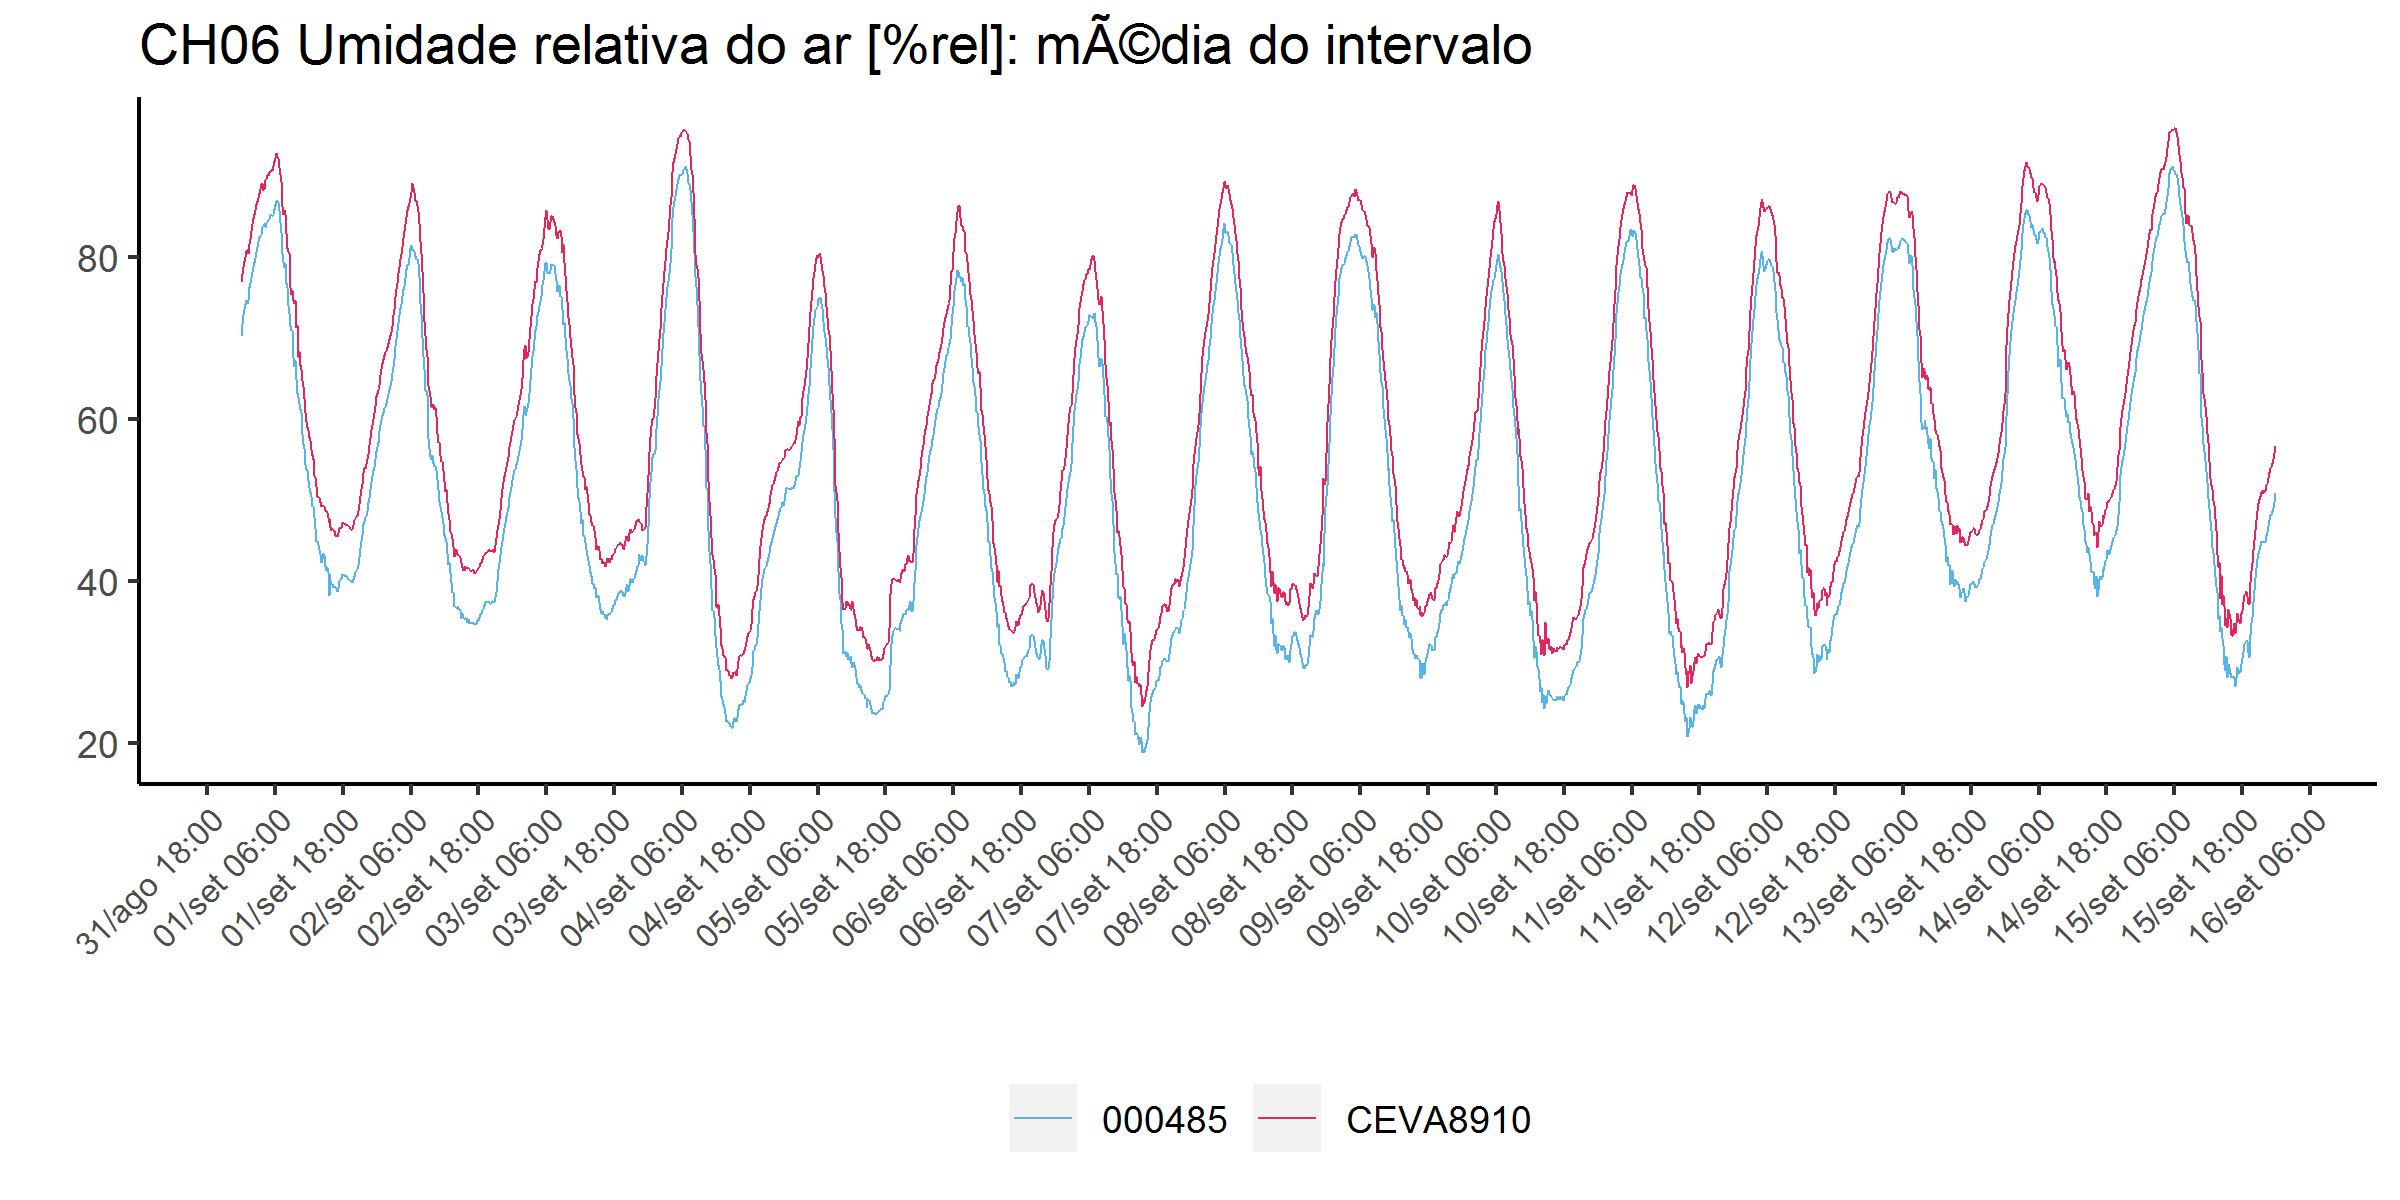 CH06 Umidade relativa do ar [%rel]: mÃ©dia do intervalo
80
60
40
20
31/ago 18:00
01/set 06:00
01/set 18:00
02/set 06:00
02/set 18:00
03/set 06:00
03/set 18:00
04/set 06:00
04/set 18:00
05/set 06:00
05/set 18:00
06/set 06:00
06/set 18:00
07/set 06:00
07/set 18:00
08/set 06:00
08/set 18:00
09/set 06:00
09/set 18:00
10/set 06:00
10/set 18:00
11/set 06:00
11/set 18:00
12/set 06:00
12/set 18:00
13/set 06:00
13/set 18:00
14/set 06:00
14/set 18:00
15/set 06:00
15/set 18:00
16/set 06:00
000485
CEVA8910